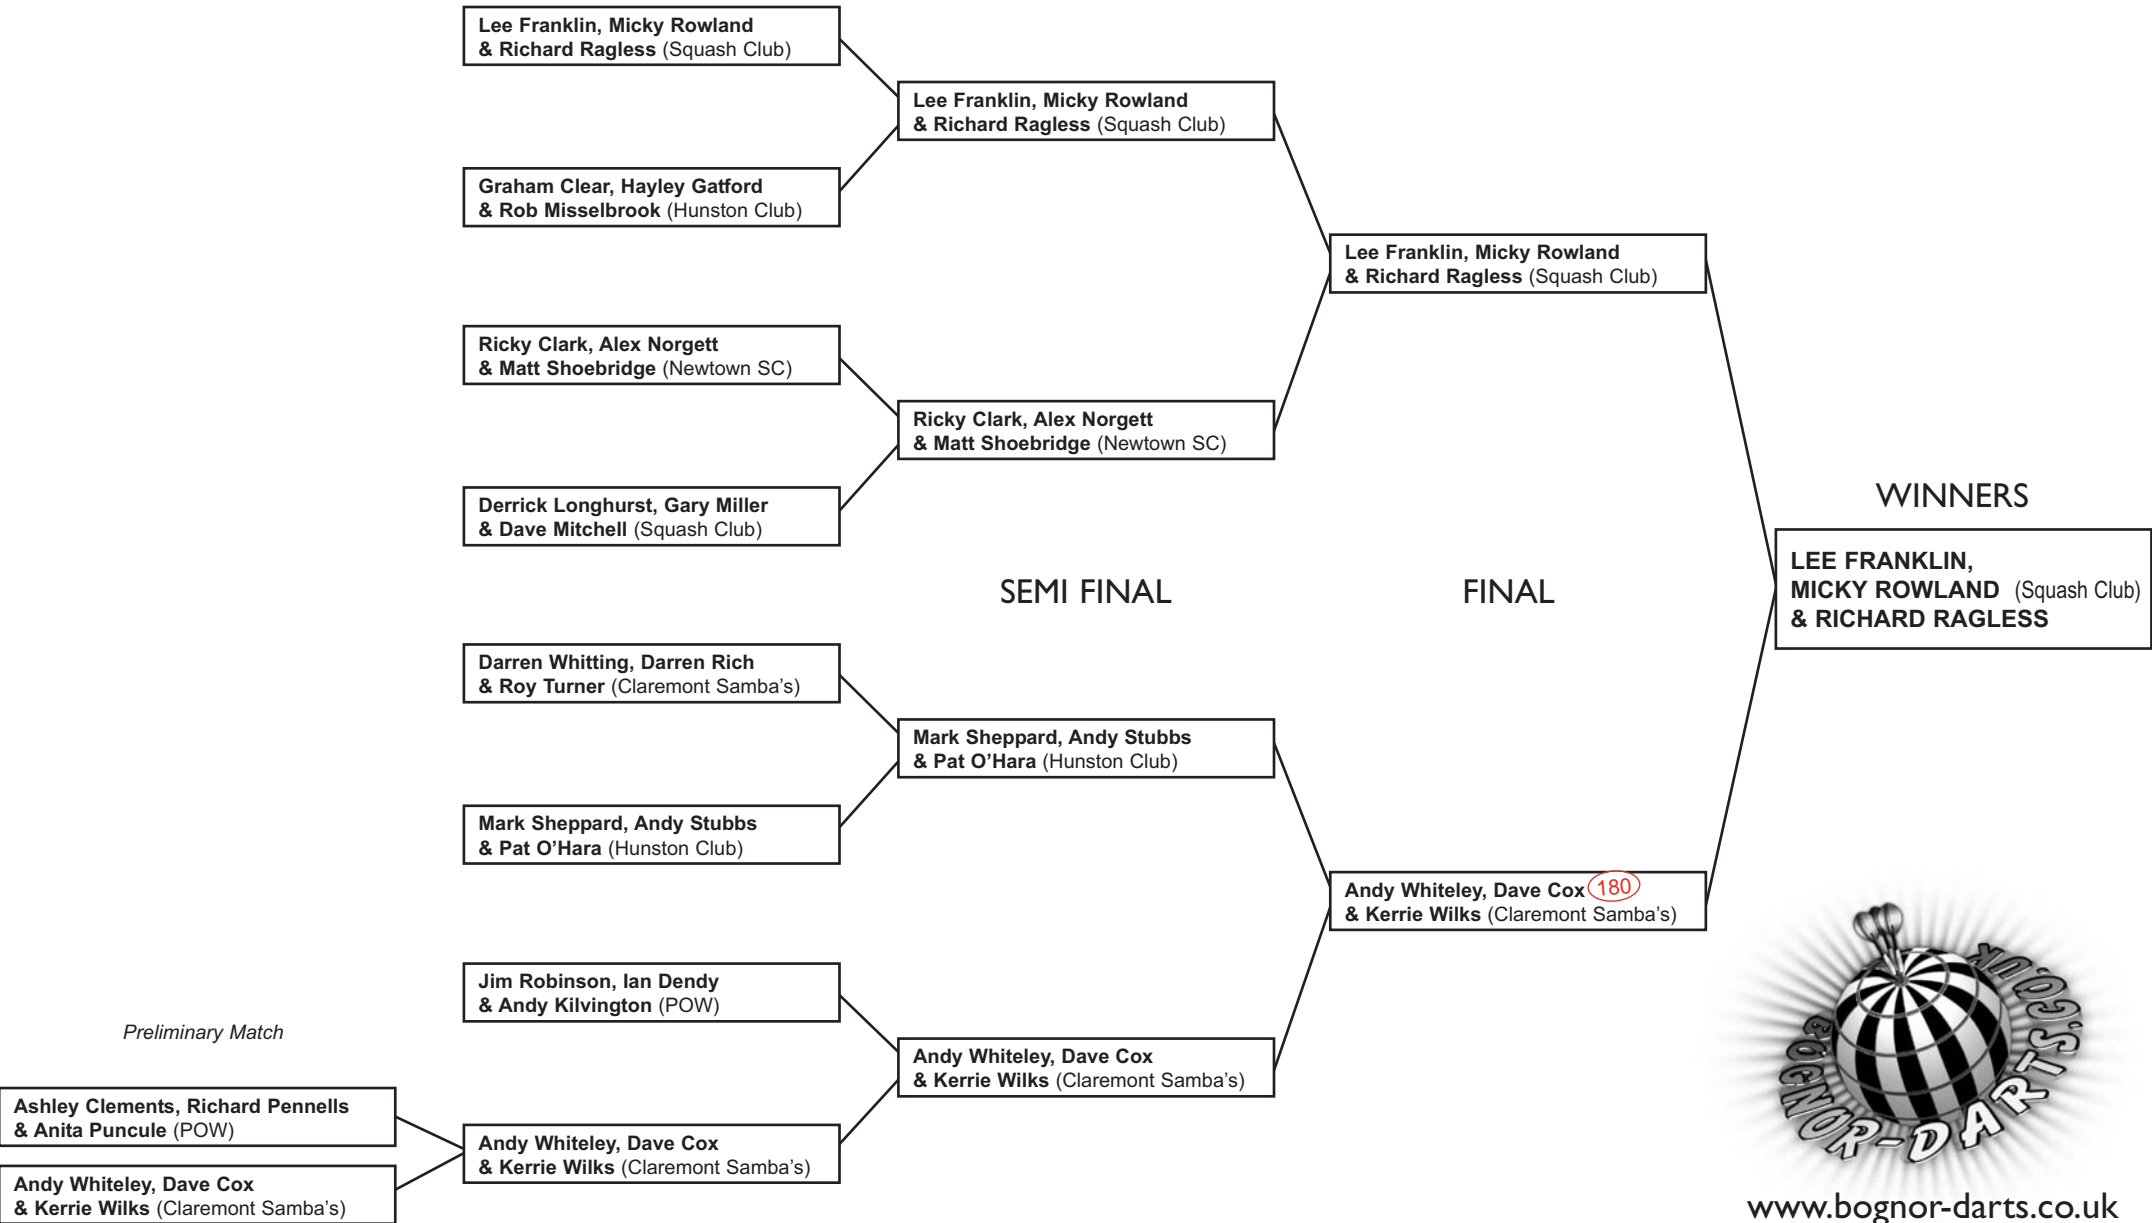 Lee Franklin, Micky Rowland
& Richard Ragless (Squash Club)
Graham Clear, Hayley Gatford
& Rob Misselbrook (Hunston Club)
Ricky Clark, Alex Norgett
& Matt Shoebridge (Newtown SC)
Derrick Longhurst, Gary Miller
& Dave Mitchell (Squash Club)
Darren Whitting, Darren Rich
& Roy Turner (Claremont Samba’s)
Mark Sheppard, Andy Stubbs
& Pat O’Hara (Hunston Club)
Jim Robinson, Ian Dendy
& Andy Kilvington (POW)
Preliminary Match
Ashley Clements, Richard Pennells
& Anita Puncule (POW)
Andy Whiteley, Dave Cox
& Kerrie Wilks (Claremont Samba’s)
Andy Whiteley, Dave Cox
& Kerrie Wilks (Claremont Samba’s)
Lee Franklin, Micky Rowland
& Richard Ragless (Squash Club)
Ricky Clark, Alex Norgett
& Matt Shoebridge (Newtown SC)
SEMI FINAL
Mark Sheppard, Andy Stubbs
& Pat O’Hara (Hunston Club)
Andy Whiteley, Dave Cox
& Kerrie Wilks (Claremont Samba’s)
Lee Franklin, Micky Rowland
& Richard Ragless (Squash Club)
FINAL
Andy Whiteley, Dave Cox 180
& Kerrie Wilks (Claremont Samba’s)
WINNERS
LEE FRANKLIN,
MICKY ROWLAND (Squash Club)
& RICHARD RAGLESS
BOGNOR-DARTS.CO.UK
www.bognor-darts.co.uk